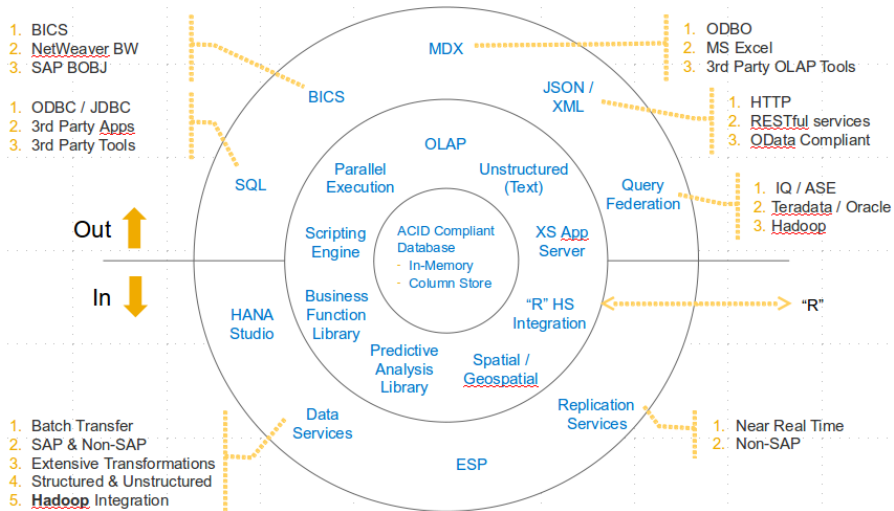 1. BICS
2. NetWeaver BW
3. SAP BOBJ
1. ODBC / JDBC
2. 3rd Party Apps
3. 3rd Party Tools
MDX
BICS
JSON /
XML
SQL
Query
Federation
1. ODBO
2. MS Excel
3. 3rd Party OLAP Tools
1. HTTP
2. RESTful services
3. OData Compliant
1. IQ / ASE
2. Teradata / Oracle
3. Hadoop
OLAP
Parallel
Execution
Unstructured
(Text)
Scripting
Engine
XS App
Server
ACID Compliant
Database
- In-Memory
- Column Store
Out
In
Business
Function
Library
"R" HS
Integration
"R"
Predictive
Analysis
Library
Spatial /
Geospatial
HANA
Studio
Data
Services
ESP
Replication
Services
1. Batch Transfer
2. SAP & Non-SAP
3. Extensive Transformations
4. Structured & Unstructured
5. Hadoop Integration
1. Near Real Time
2. Non-SAP